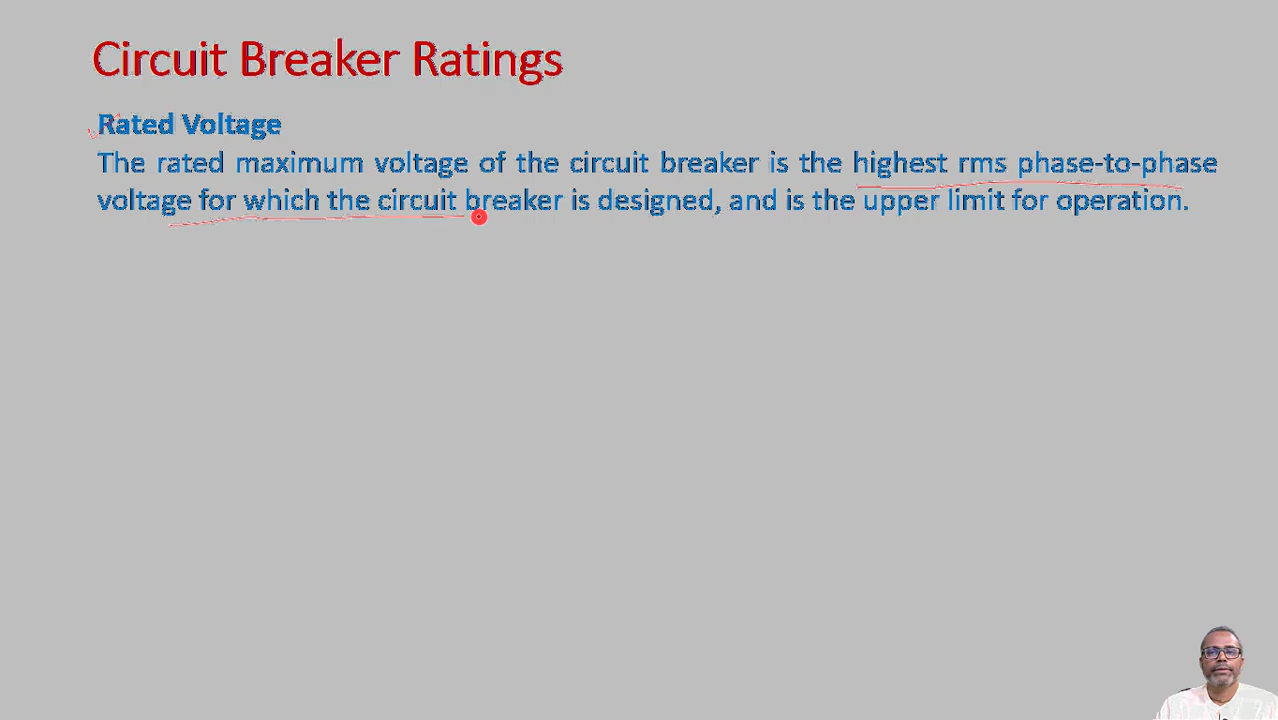 Circuit Breaker Ratings
Rated Voltage
The rated maximum voltage of the circuit breaker is the highest rms phase-to-phase
voltage for which the circuit breaker is designed, and is the upper limit for operation.